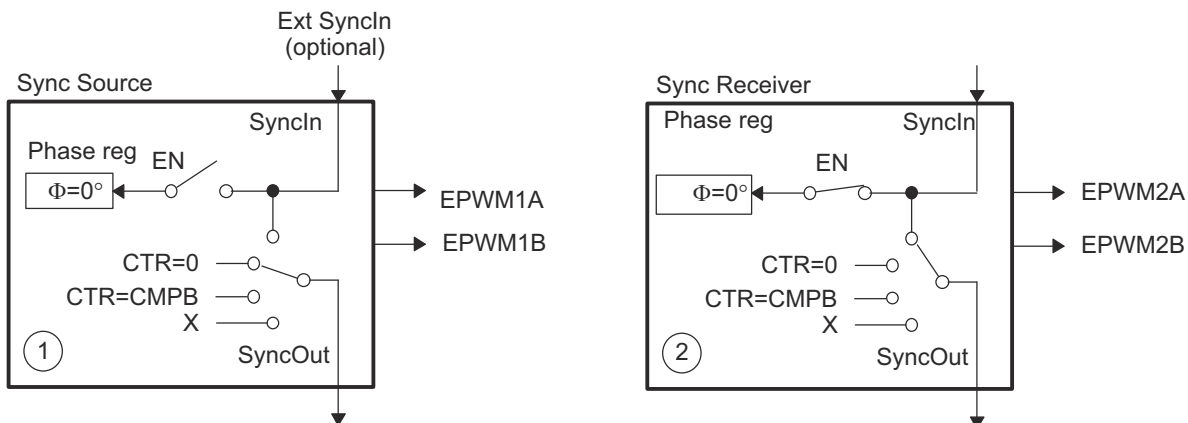 Ext SyncIn
(optional)
Sync Source
SyncIn
Phase reg
EN
Φ=0°
EPWM1A
EPWM1B
CTR=0
CTR=CMPB
X
1
SyncOut
Sync Receiver
Phase reg
SyncIn
EN
Φ=0°
EPWM2A
EPWM2B
CTR=0
CTR=CMPB
X
2
SyncOut